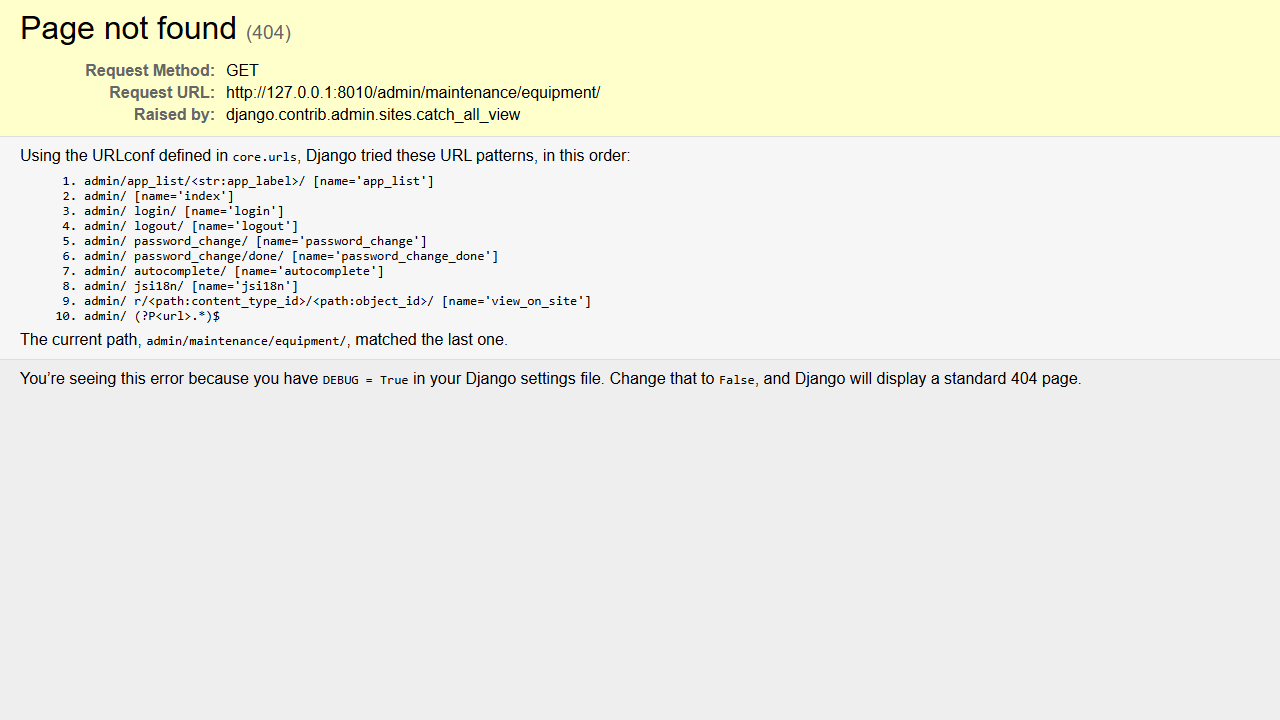 Page not found (404)
Request Method: GET
Request URL: http://127.0.0.1:8010/admin/maintenance/equipment/
Raised by: django.contrib.admin.sites.catch_all_view
Using the URLconf defined in core.urls, Django tried these URL patterns, in this order:
1. admin/app_list/<str:app_label>/ [name='app_list']
2. admin/ [name='index']
3. admin/ login/ [name='login']
4. admin/ logout/ [name='logout']
5. admin/ password_change/ [name='password_change']
6. admin/ password_change/done/ [name='password_change_done']
7. admin/ autocomplete/ [name='autocomplete']
8. admin/ jsi18n/ [name='jsi18n']
9. admin/ r/<path:content_type_id>/<path:object_id>/ [name='view_on_site']
10. admin/ (?P<url>.*)$
The current path, admin/maintenance/equipment/, matched the last one.
You’re seeing this error because you have DEBUG = True in your Django settings file. Change that to False, and Django will display a standard 404 page.